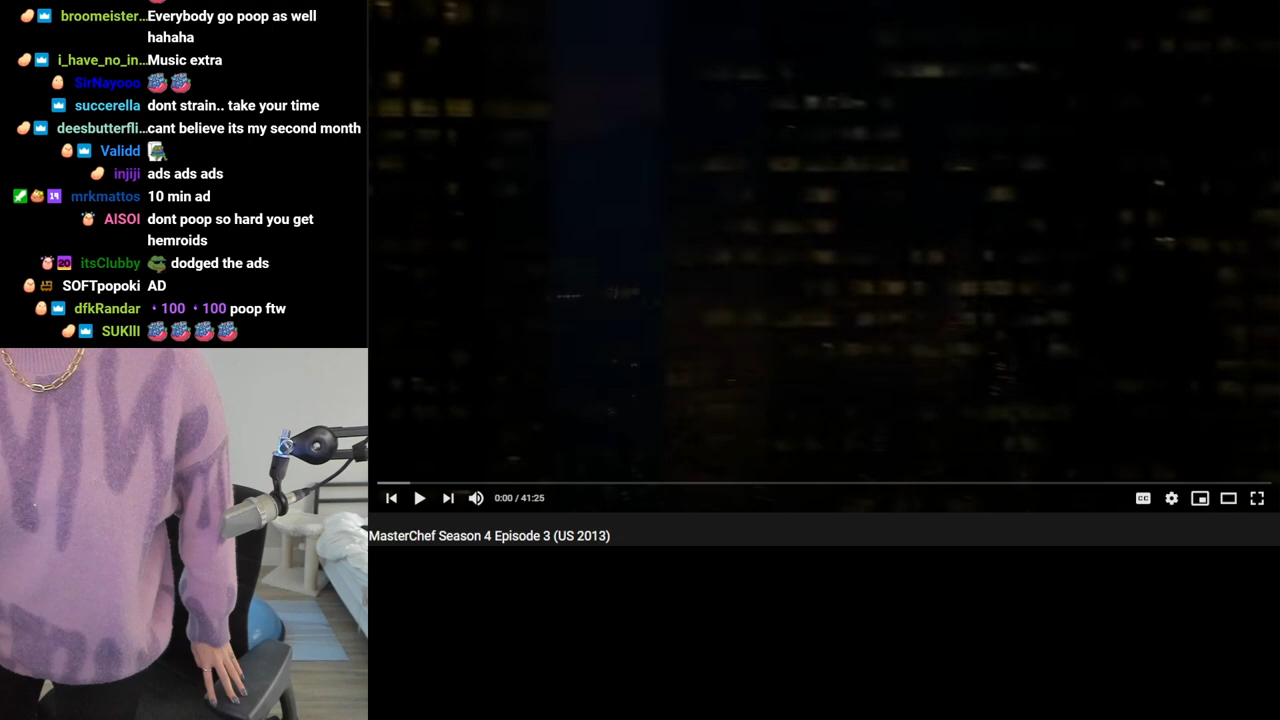 broomeister... Everybody go poop as well
hahaha
i_have_no_in... Music extra
SirNayooo
succerella dont strain.. take your time
deesbutterfli... cant believe its my second month
Validd
injiji ads ads ads
19 mrkmattos 10 min ad
AISOI dont poop so hard you get
hemroids
20 itsClubby dodged the ads
SOFTpopoki AD
dfkRandar 100 100 poop ftw
SUKIII
0:00 / 41:25
CC
MasterChef Season 4 Episode 3 (US 2013)